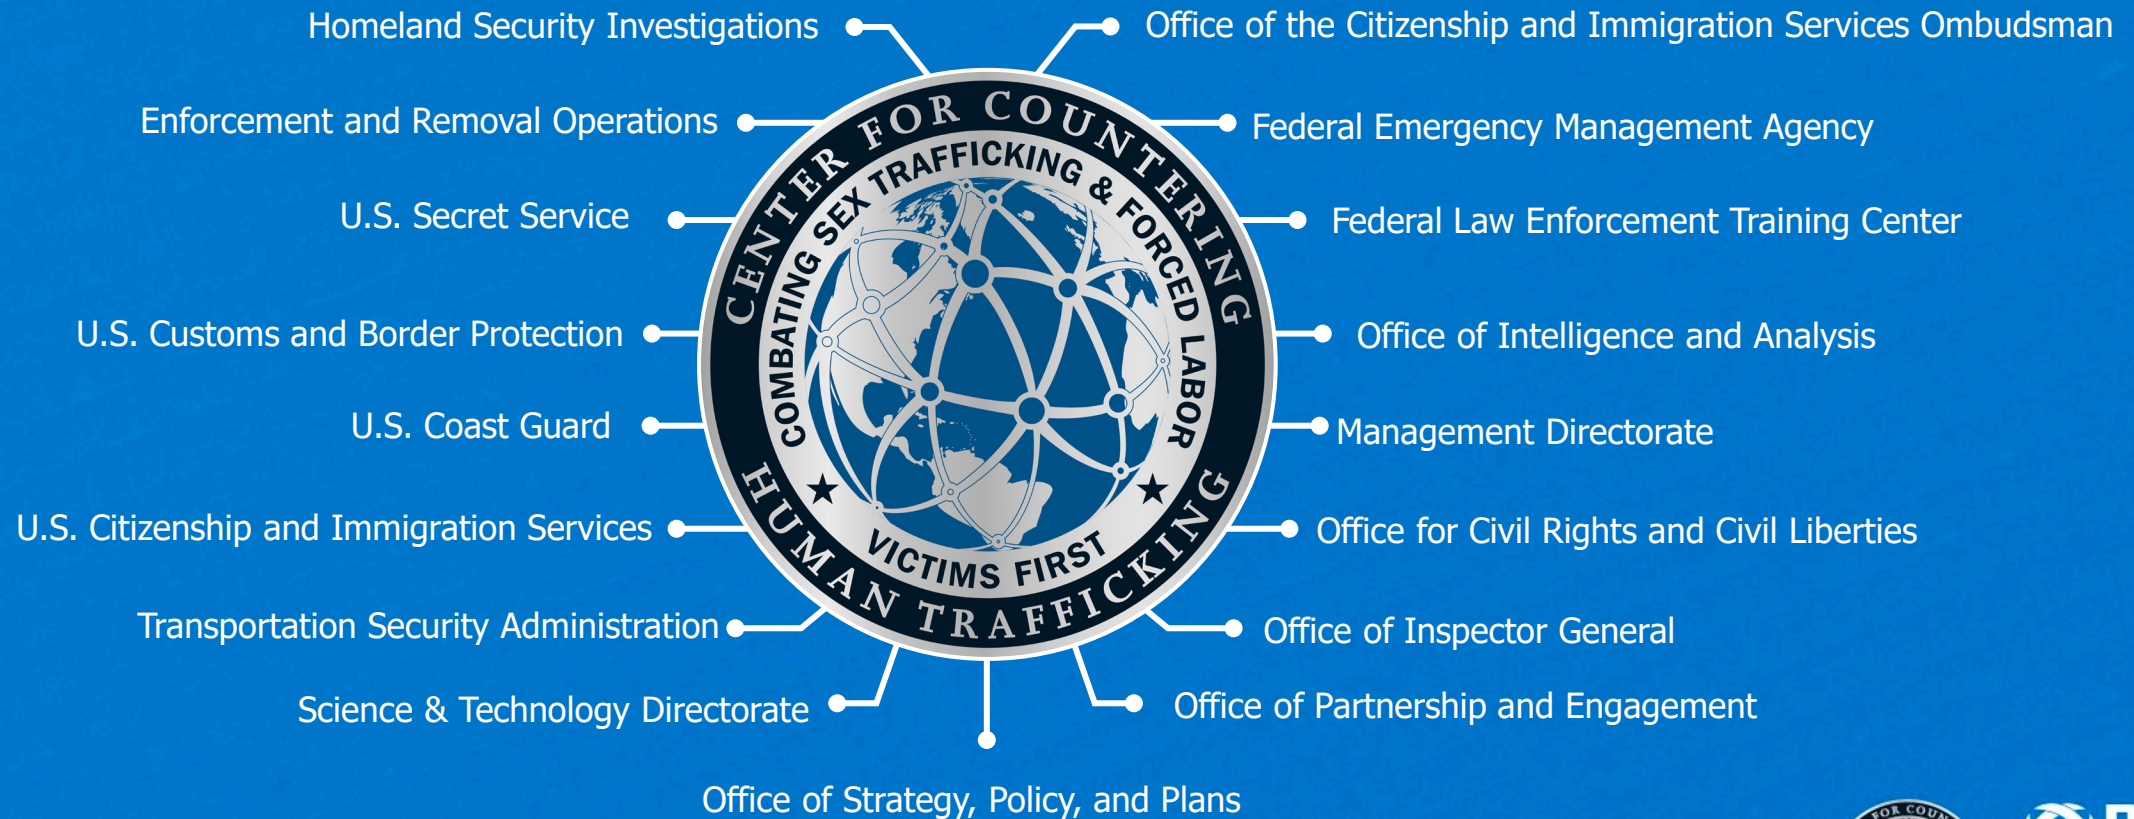 Homeland Security Investigations
Office of the Citizenship and Immigration Services Ombudsman
Enforcement and Removal Operations
Federal Emergency Management Agency
U.S. Secret Service
Federal Law Enforcement Training Center
U.S. Customs and Border Protection
Office of Intelligence and Analysis
U.S. Coast Guard
Management Directorate
U.S. Citizenship and Immigration Services
Office for Civil Rights and Civil Liberties
Transportation Security Administration
Office of Inspector General
Science & Technology Directorate
Office of Partnership and Engagement
Office of Strategy, Policy, and Plans
CENTER FOR COUNTERING
HUMAN TRAFFICKING
COMBATING SEX TRAFFICKING & FORCED LABOR
VICTIMS FIRST